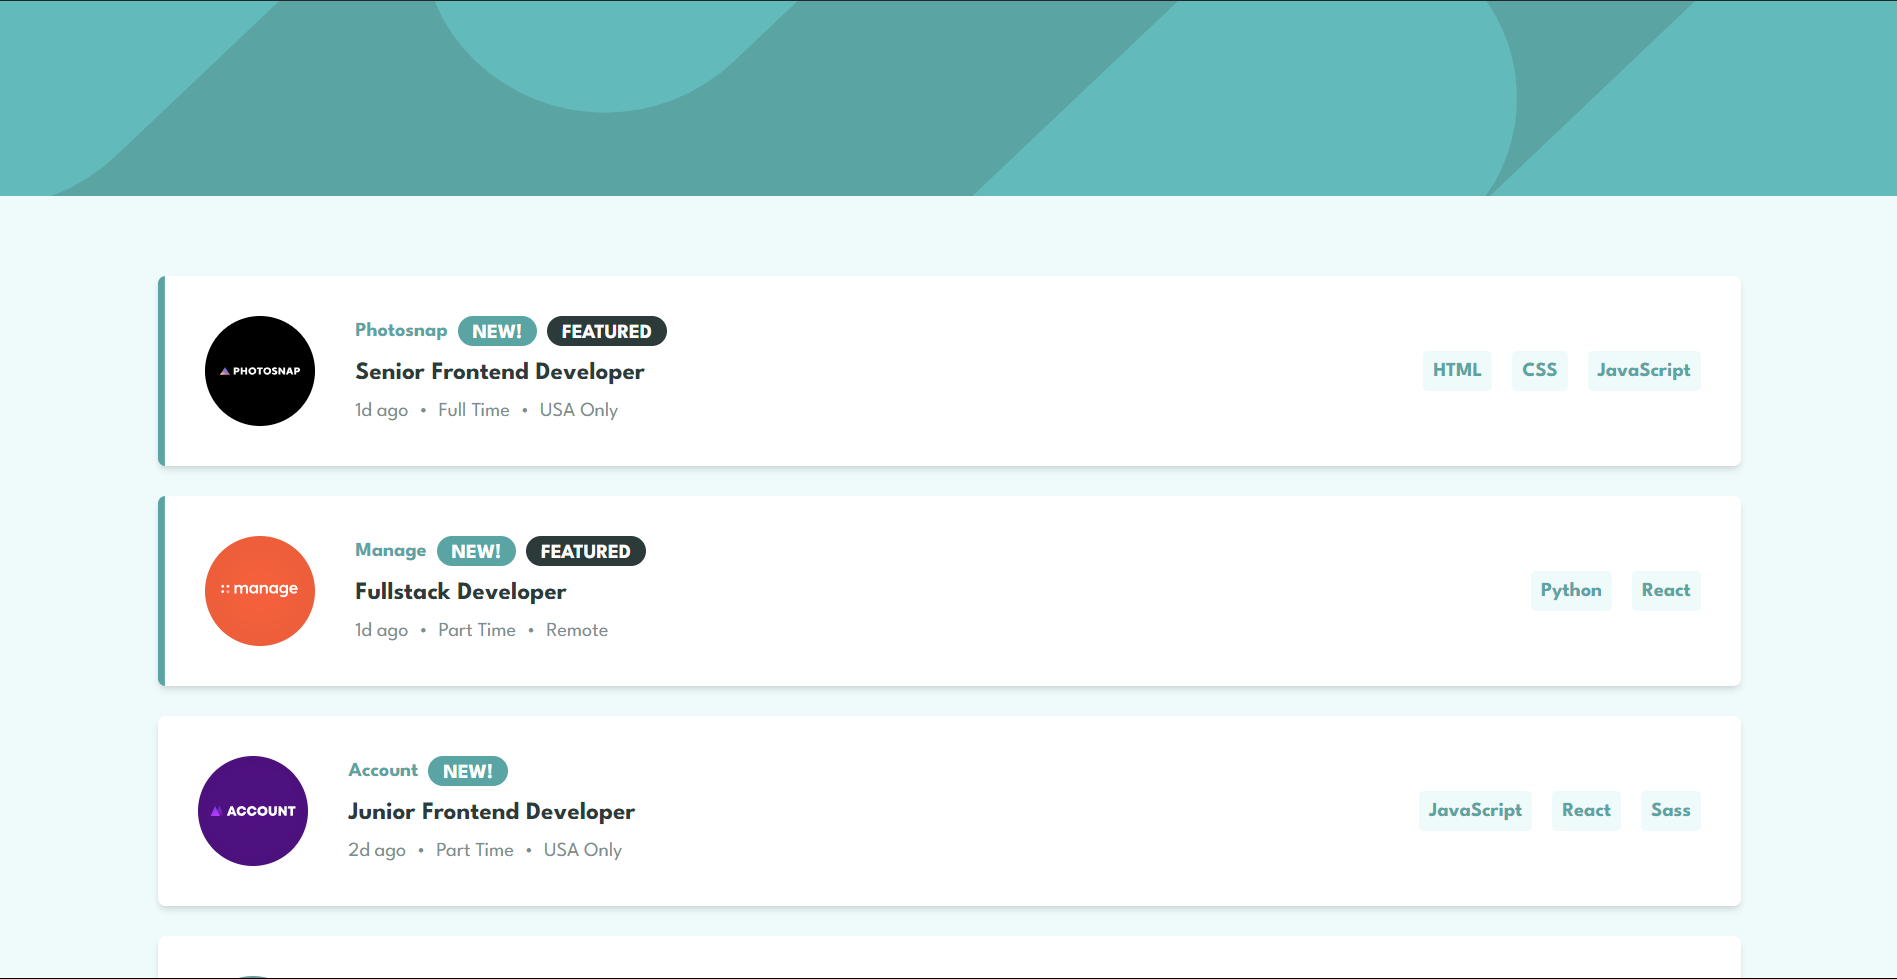 PHOTOSNAP
Photosnap NEW! FEATURED
Senior Frontend Developer
1d ago • Full Time • USA Only
HTML CSS JavaScript
manage
Manage NEW! FEATURED
Fullstack Developer
1d ago • Part Time • Remote
Python React
ACCOUNT
Account NEW!
Junior Frontend Developer
2d ago • Part Time • USA Only
JavaScript React Sass